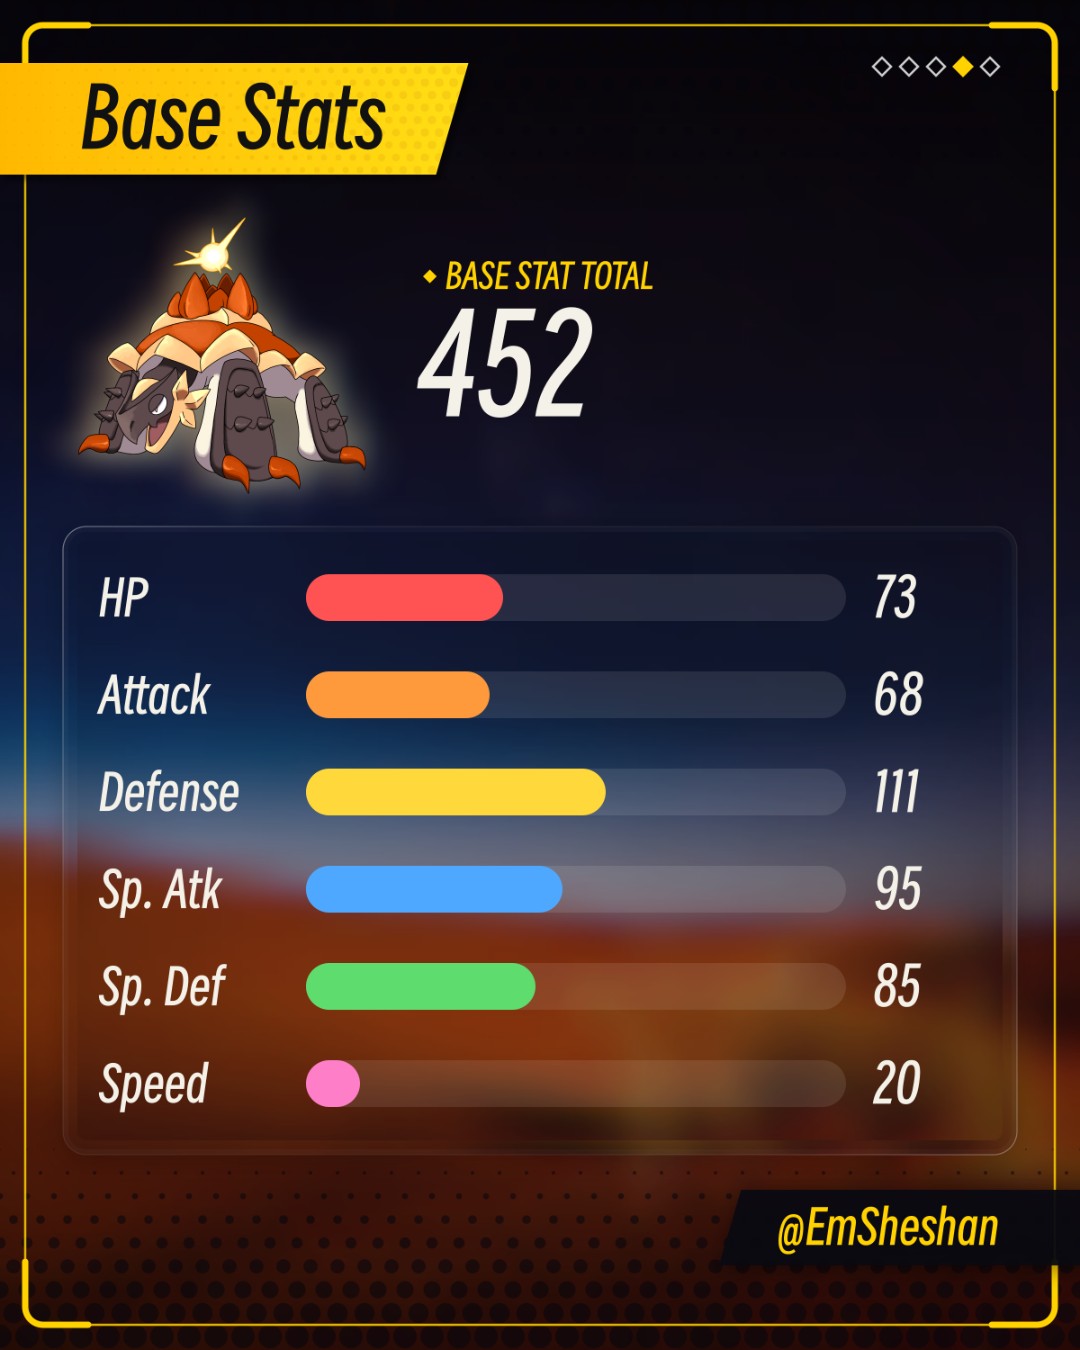 Base Stats
BASE STAT TOTAL
452
HP 73
Attack 68
Defense 111
Sp. Atk 95
Sp. Def 85
Speed 20
@EmSheshan